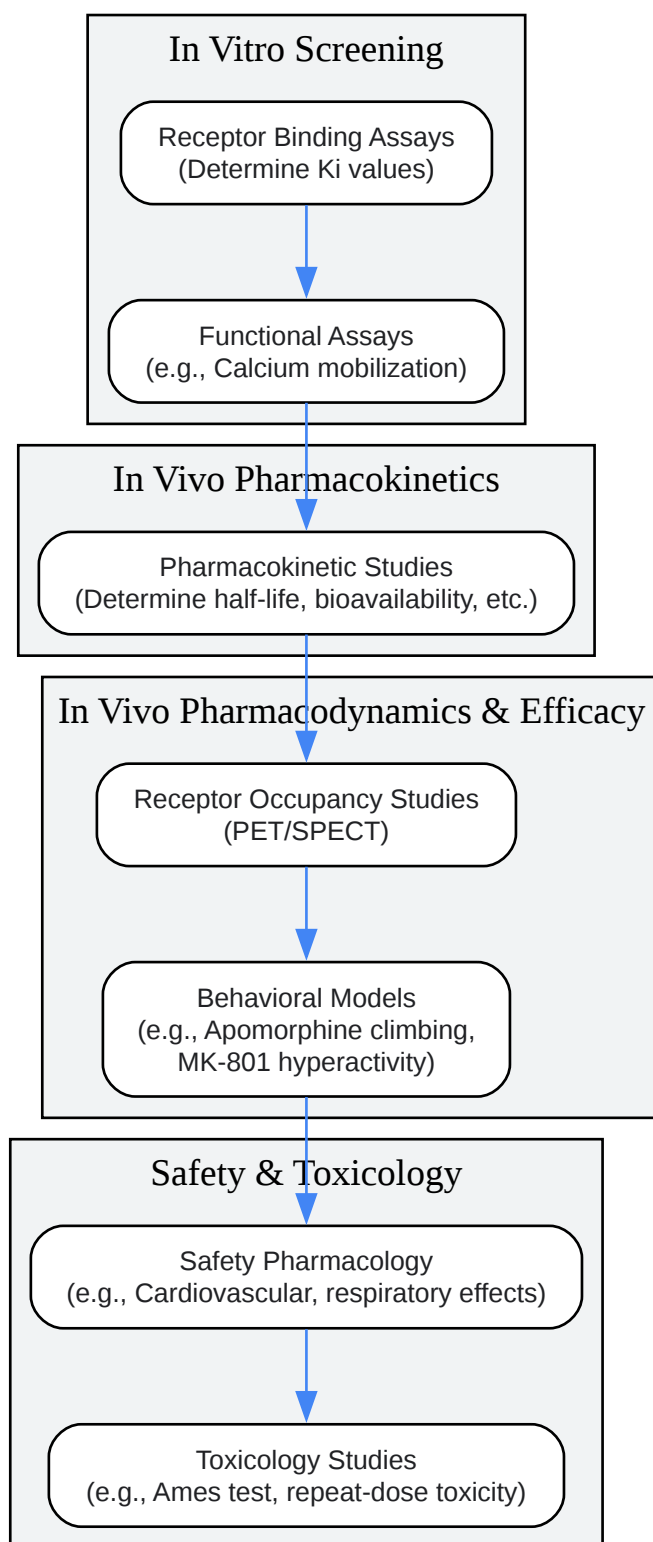 In Vitro Screening
Receptor Binding Assays
(Determine Ki values)
Functional Assays
(e.g., Calcium mobilization)
In Vivo Pharmacokinetics
Pharmacokinetic Studies
(Determine half-life, bioavailability, etc.)
In Vivo Pharmacodynamics & Efficacy
Receptor Occupancy Studies
(PET/SPECT)
Behavioral Models
(e.g., Apomorphine climbing,
MK-801 hyperactivity)
Safety & Toxicology
Safety Pharmacology
(e.g., Cardiovascular, respiratory effects)
Toxicology Studies
(e.g., Ames test, repeat-dose toxicity)